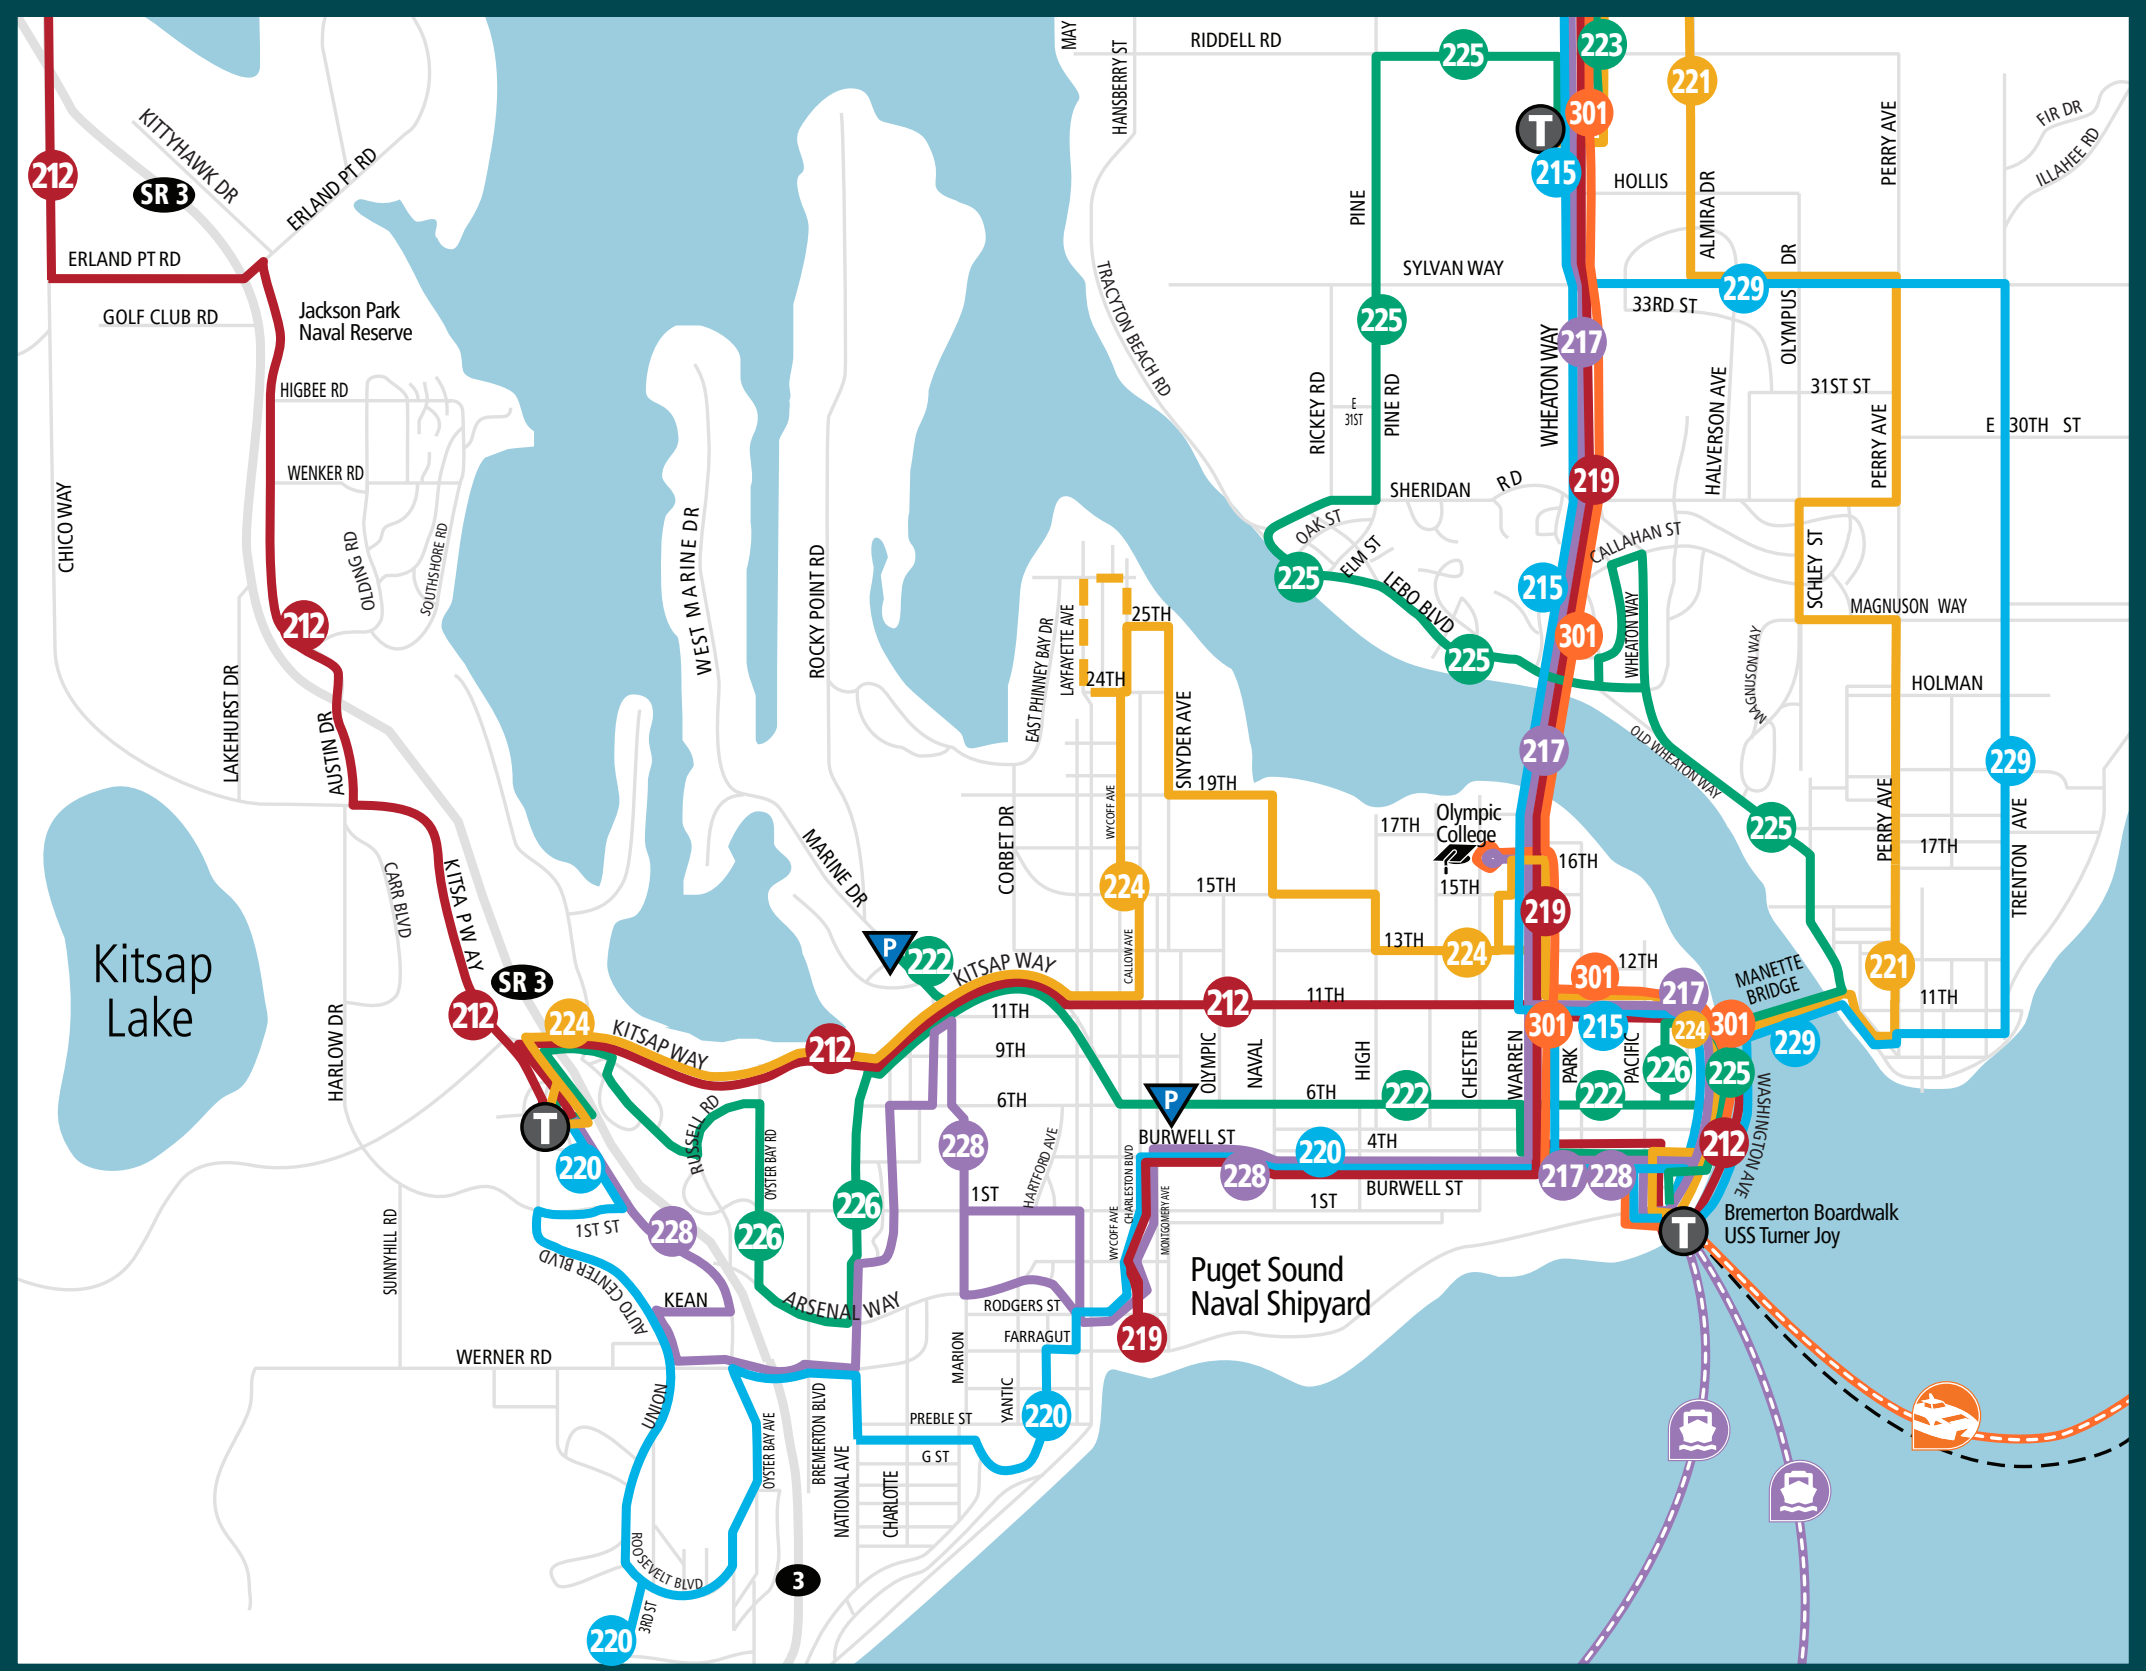 MAY
HANSBERRY ST
RIDDELL RD
225
223
221
301
T
215
KITTYHAWK DR
212
SR 3
ERLAND PT RD
PERRY AVE
FIR DR
ILLAHEE RD
HOLLIS
PINE
ALMIRA DR
ERLAND PT RD
SYLVAN WAY
OLYMPUS DR
229
33RD ST
GOLF CLUB RD
Jackson Park
Naval Reserve
TRACYTON BEACH RD
225
WHEATON WAY
217
HIGBEE RD
RICKEY RD
E
31ST
PINE RD
HALVERSON AVE
31ST ST
PERRY AVE
E 30TH ST
WENKER RD
CHICO WAY
SHERIDAN RD
219
OAK ST
ELM ST
CALLAHAN ST
OLDING RD
SOUTHSHORE RD
WEST MARINE DR
ROCKY POINT RD
225
LEBO BLVD
215
SCHLEY ST
MAGNUSON WAY
212
EAST PHINNEY BAY DR
LAYFAYETTE AVE
25TH
24TH
225
301
WHEATON WAY
MAGNUSON WAY
HOLMAN
LAKEHURST DR
AUSTIN DR
SNYDER AVE
217
OLD WHEATON WAY
229
19TH
WYCOFF AVE
CORBET DR
MARINE DR
17TH
Olympic
College
16TH
225
PERRY AVE
17TH
TRENTON AVE
CARR BLVD
KITSA P W AY
224
15TH
15TH
219
Kitsap
Lake
P
222
KITSAP WAY
CALLOW AVE
13TH
224
12TH
301
217
MANETTE
BRIDGE
221
SR 3
212
224
KITSAP WAY
212
11TH
212
11TH
301
215
224
301
229
11TH
HARLOW DR
9TH
OLYMPIC
NAVAL
HIGH
CHESTER
WARREN
PARK
PACIFIC
226
225
WASHINGTON AVE
T
RUSSELL RD
6TH
P
6TH
222
222
220
OYSTER BAY RD
228
HARTFORD AVE
BURWELL ST
220
4TH
212
226
1ST
CHARLESTON BLVD
228
BURWELL ST
1ST
217
228
SUNNYHILL RD
1ST ST
228
226
WYCOFF AVE
MONTGOMERY AVE
T
Bremerton Boardwalk
USS Turner Joy
AUTO CENTER BLVD
KEAN
ARSENAL WAY
RODGERS ST
Puget Sound
Naval Shipyard
FARRAGUT
219
WERNER RD
MARION
UNION
OYSTER BAY AVE
BREMERTON BLVD
YANTIC
220
PREBLE ST
G ST
NATIONAL AVE
CHARLOTTE
ROOSEVELT BLVD
3
3RD ST
220